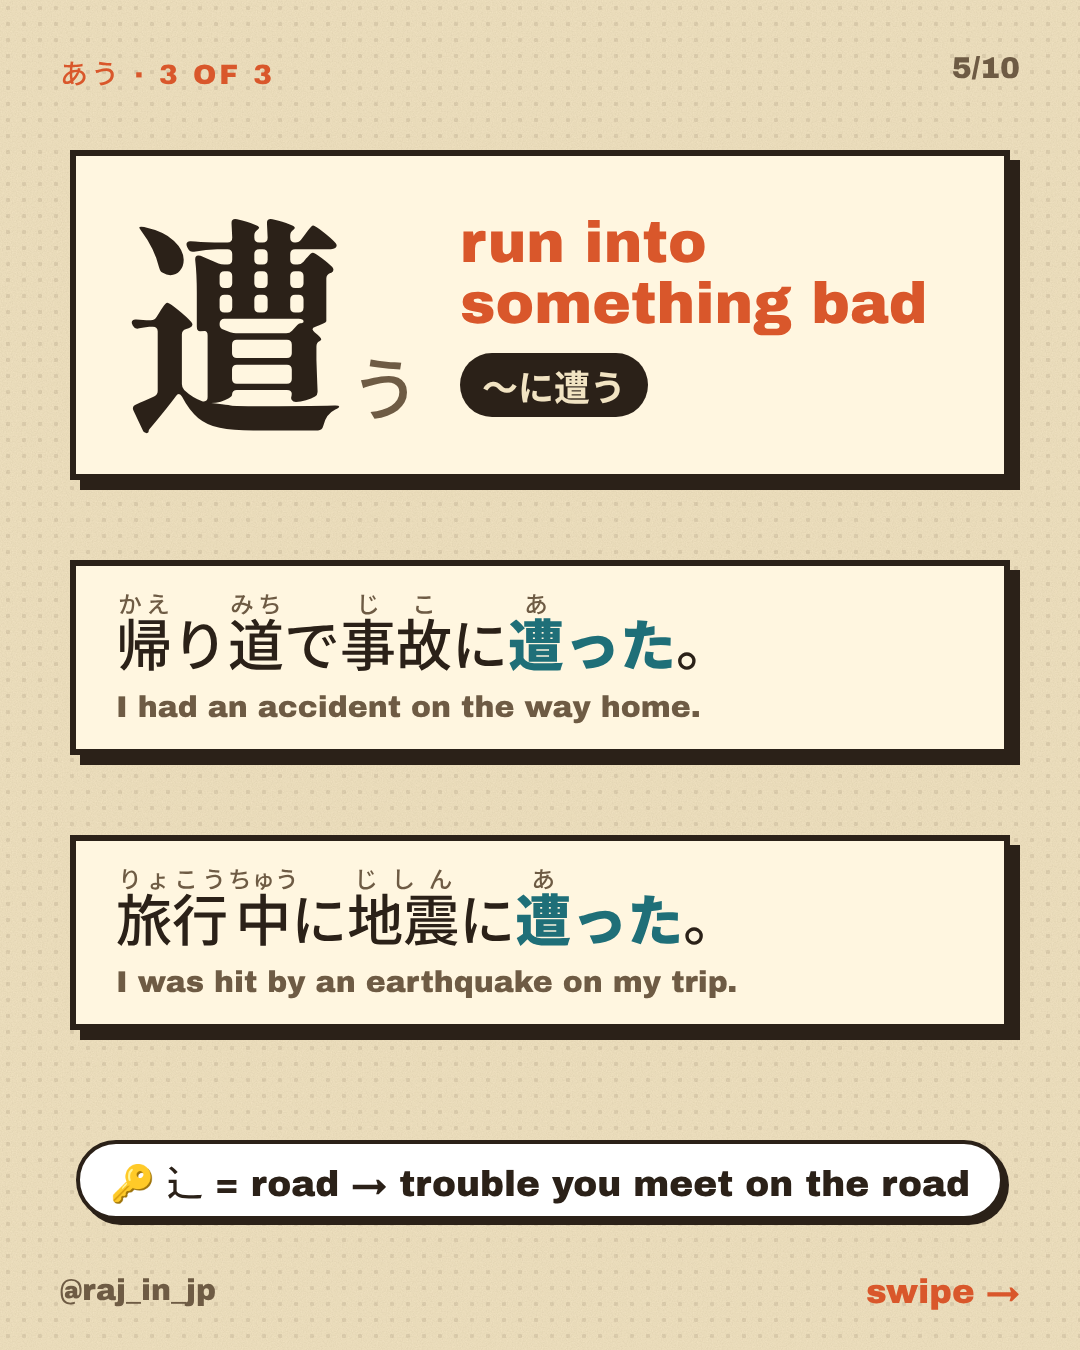 あう · 3 OF 3
5/10
遭う
run into
something bad
〜に遭う
かえ みち じ こ あ
帰り道で事故に遭った。
I had an accident on the way home.
りょこうちゅう じ しん あ
旅行中に地震に遭った。
I was hit by an earthquake on my trip.
🔑 辶 = road → trouble you meet on the road
@raj_in_jp
swipe →